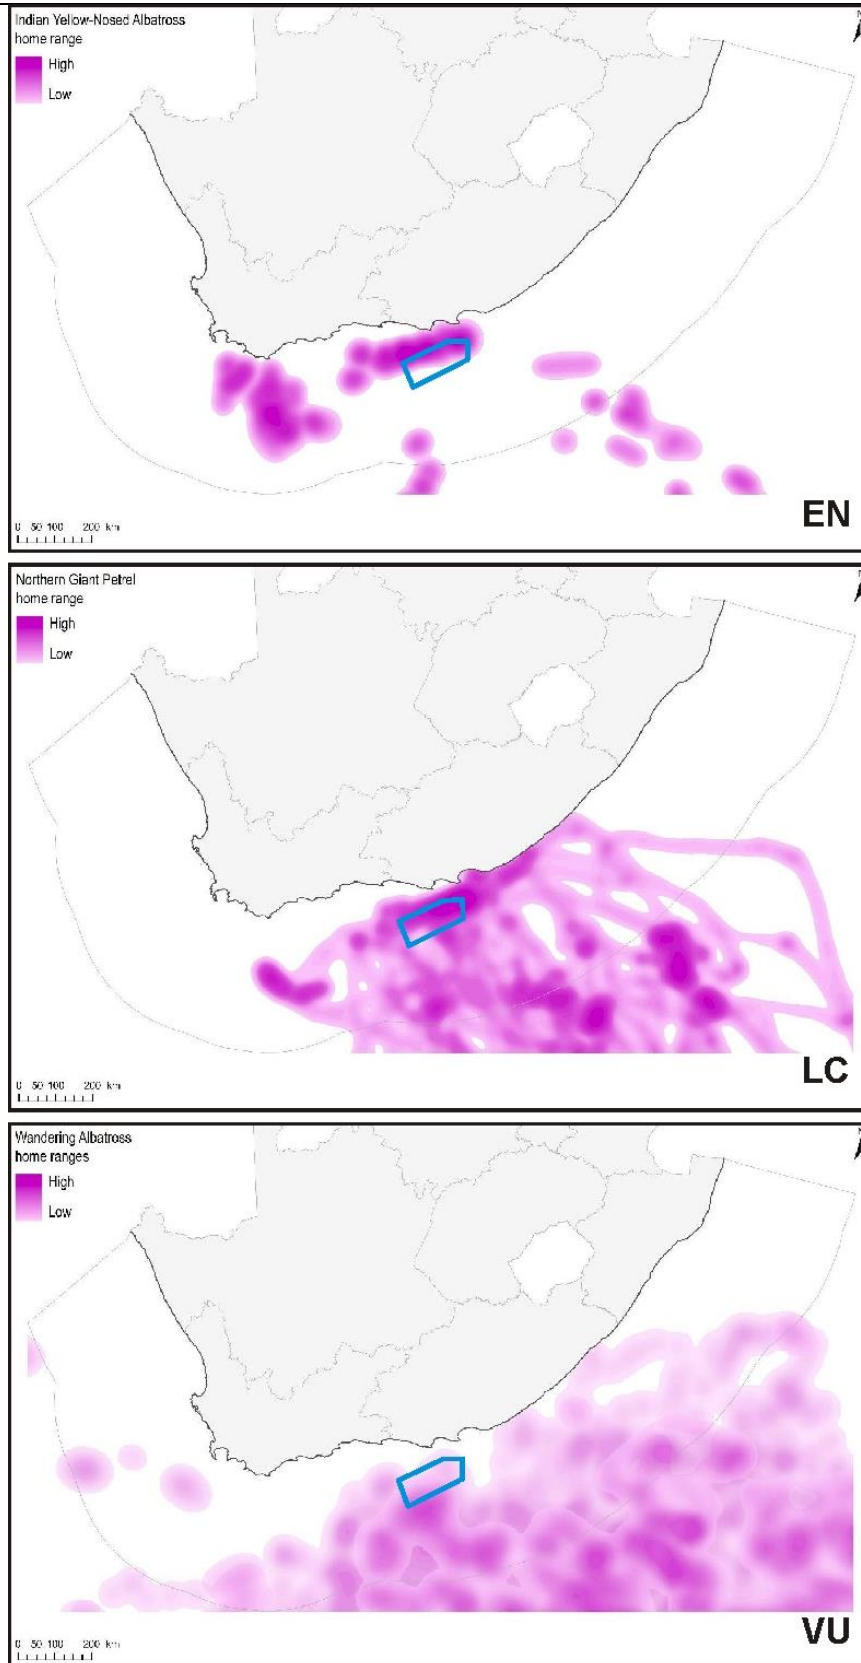 Indian Yellow-Nosed Albatross
home range
High
Low
0 50 100 200 km
EN
Northern Giant Petrel
home range
High
Low
0 50 100 200 km
LC
Wandering Albatross
home ranges
High
Low
0 50 100 200 km
VU